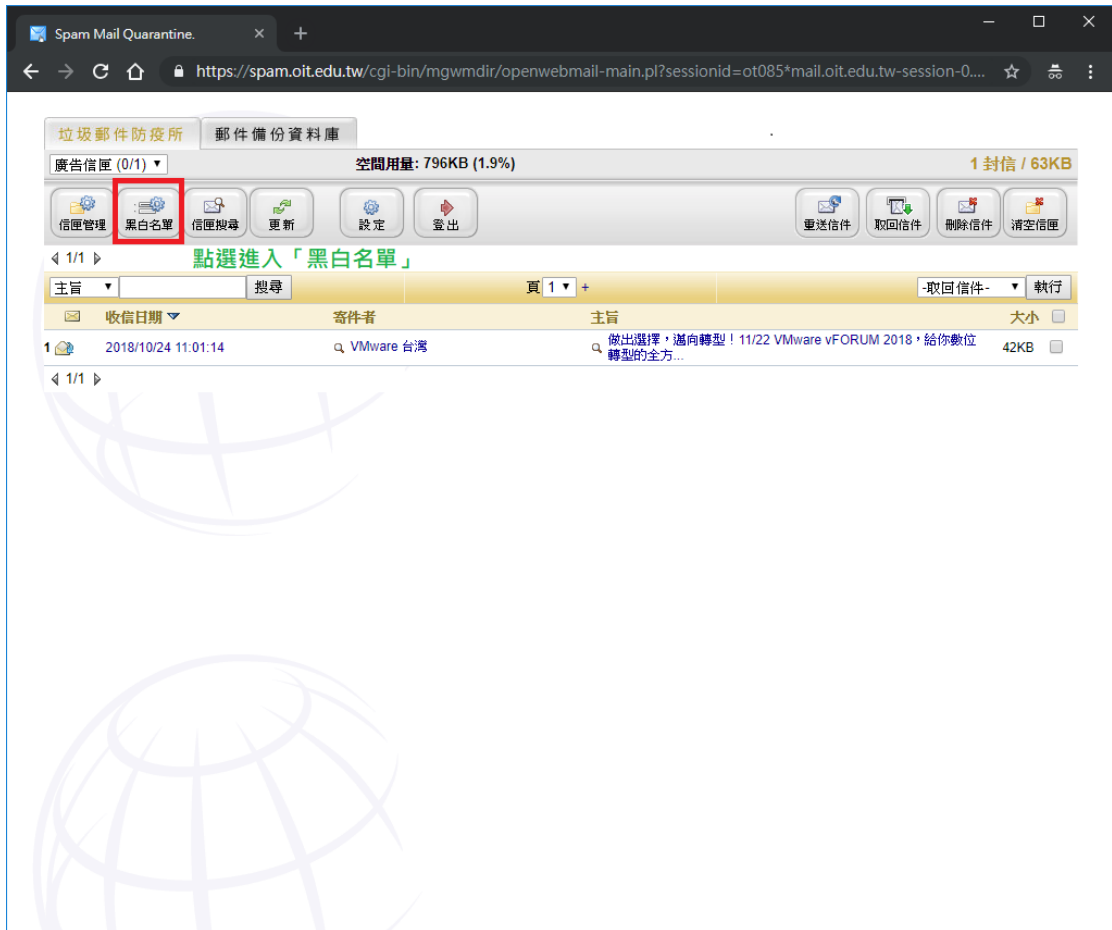 Spam Mail Quarantine.
https://spam.oit.edu.tw/cgi-bin/mgwmdir/openwebmail-main.pl?sessionid=ot085*mail.oit.edu.tw-session-0....
垃圾郵件防疫所 郵件備份資料庫
廣告信匣 (0/1) 空間用量: 796KB (1.9%) 1 封信 / 63KB
信匣管理 黑白名單 信匣搜尋 更新 設定 登出 重送信件 取回信件 刪除信件 清空信匣
1/1 點選進入「黑白名單」
主旨 搜尋 頁 1 + -取回信件- 執行
收信日期 寄件者 主旨 大小
1 2018/10/24 11:01:14 VMware 台灣 做出選擇，邁向轉型！11/22 VMware vFORUM 2018，給你數位 42KB
轉型的全方...
1/1